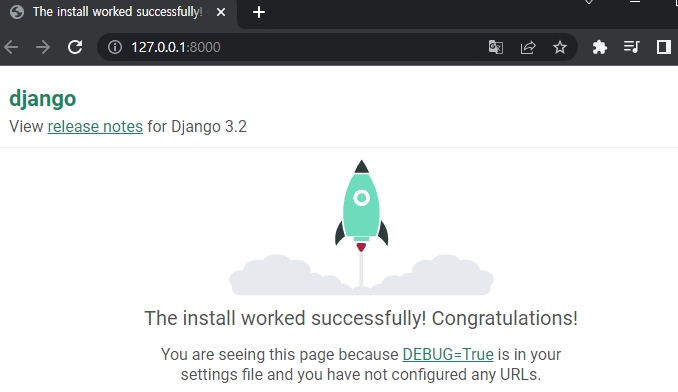 The install worked successfully!
127.0.0.1:8000
django
View release notes for Django 3.2
The install worked successfully! Congratulations!
You are seeing this page because DEBUG=True is in your
settings file and you have not configured any URLs.